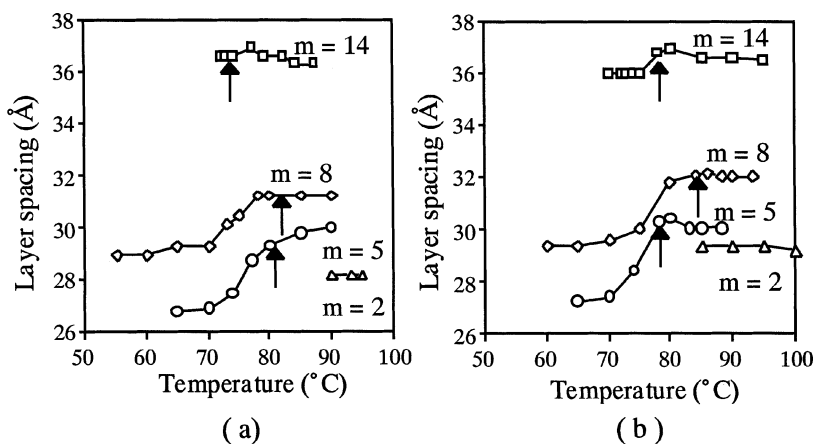 38
36
34
31
30
28
26
Layer spacing (Å)
m = 14
m = 8
m = 5
m = 2
50 60 70 80 90 100
Temperature (°C)
( a )
38
36
34
32
30
28
26
Layer spacing (Å)
m = 14
m = 8
m = 5
m = 2
50 60 70 80 90 100
Temperature (°C)
( b )